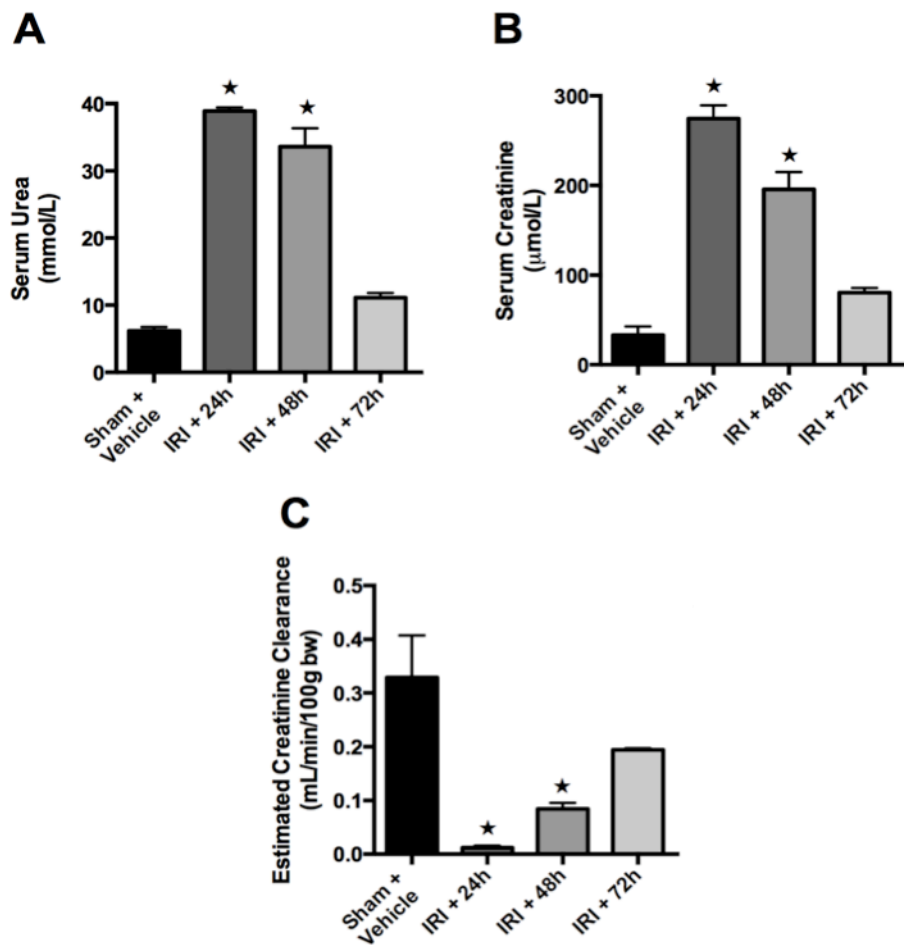 A
Serum Urea
(mmol/L)
40
30
20
10
0
★
★
Sham +
Vehicle
IRI + 24h
IRI + 48h
IRI + 72h
B
Serum Creatinine
(μmol/L)
300
200
100
0
★
★
Sham +
Vehicle
IRI + 24h
IRI + 48h
IRI + 72h
C
Estimated Creatinine Clearance
(mL/min/100g bw)
0.5
0.4
0.3
0.2
0.1
0.0
★
★
Sham +
Vehicle
IRI + 24h
IRI + 48h
IRI + 72h